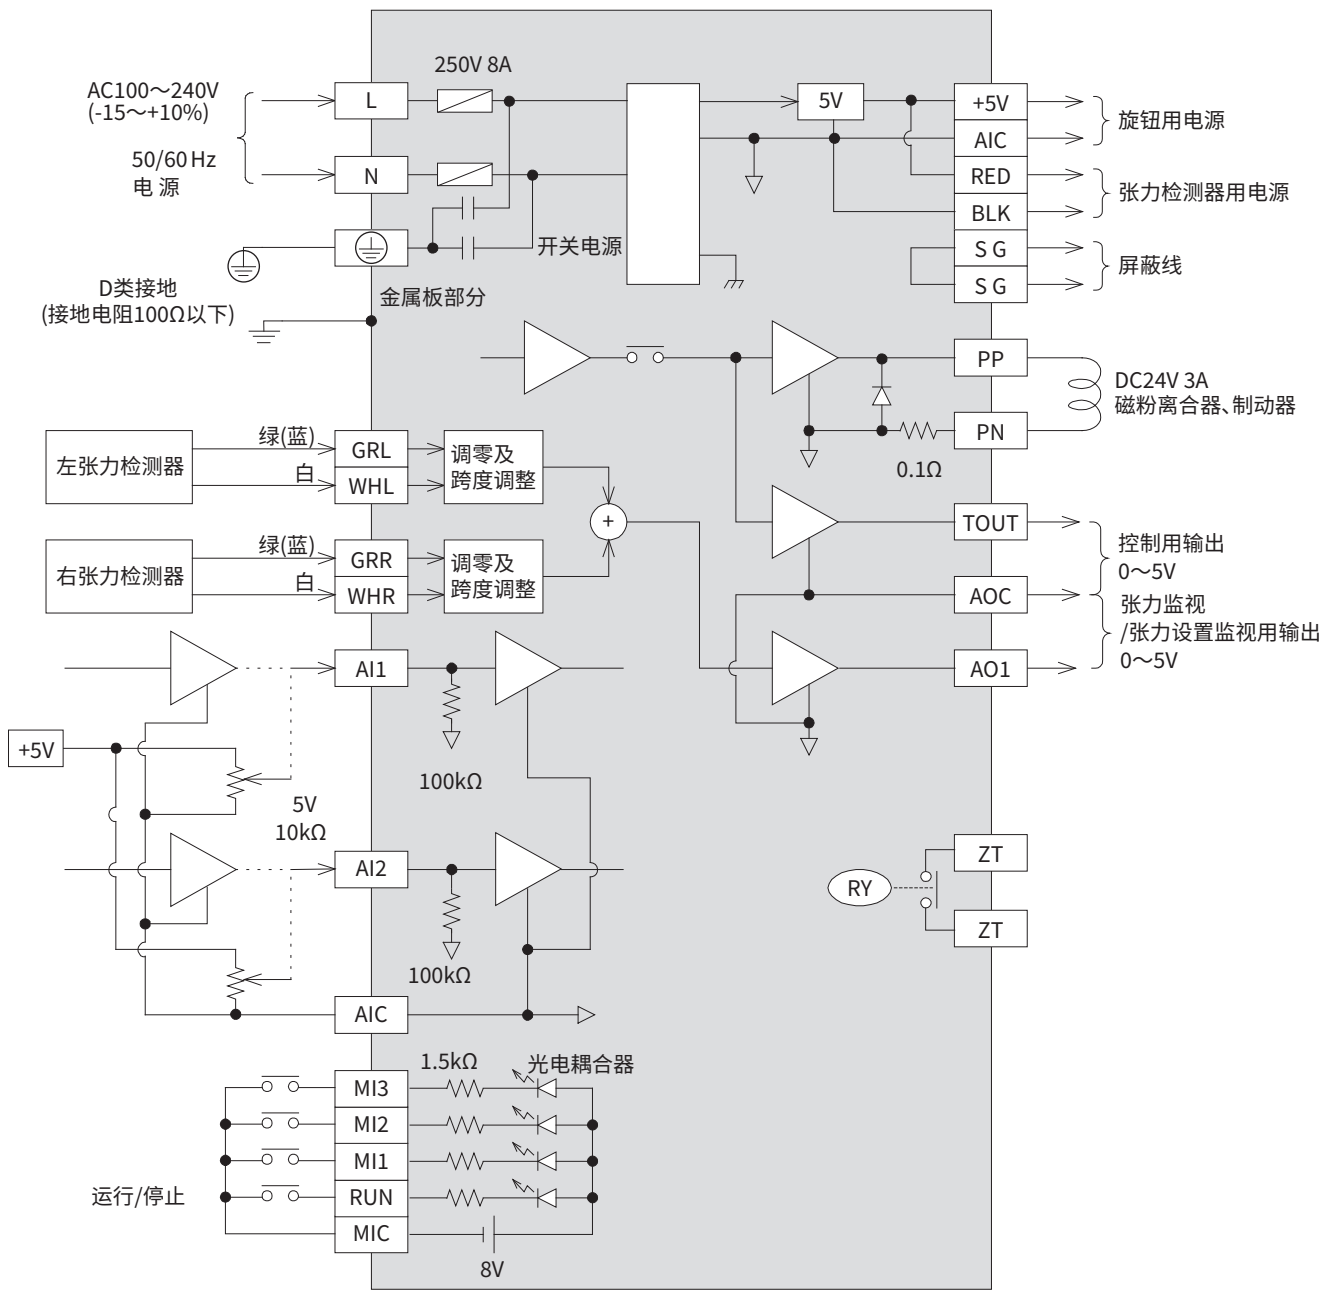 AC100～240V
(-15～+10%)
50/60 Hz
电 源
L
N
250V 8A
开关电源
D类接地
(接地电阻100Ω以下)
金属板部分
5V
+5V
AIC
RED
BLK
S G
S G
旋钮用电源
张力检测器用电源
屏蔽线
PP
PN
DC24V 3A
磁粉离合器、制动器
0.1Ω
左张力检测器
绿(蓝)
白
GRL
WHL
调零及
跨度调整
右张力检测器
绿(蓝)
白
GRR
WHR
调零及
跨度调整
+
TOUT
AOC
AO1
控制用输出
0～5V
张力监视
/张力设置监视用输出
0～5V
AI1
100kΩ
+5V
5V
10kΩ
AI2
100kΩ
AIC
RY
ZT
ZT
1.5kΩ
光电耦合器
MI3
MI2
MI1
RUN
MIC
运行/停止
8V